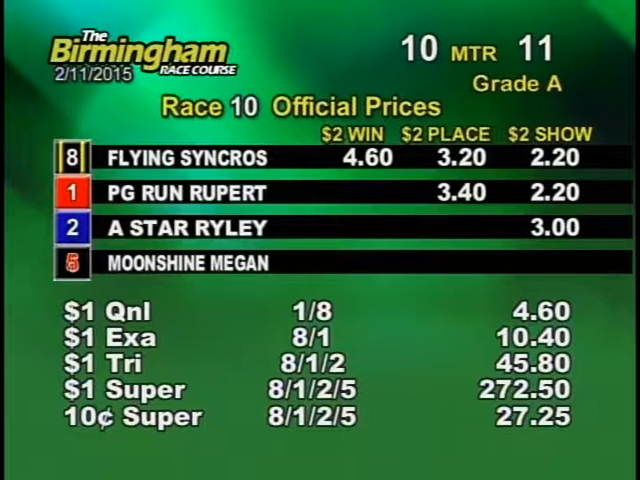 The
Birmingham
RACE COURSE
2/11/2015
10 MTR 11
Grade A
Race 10 Official Prices
$2 WIN $2 PLACE $2 SHOW
8 FLYING SYNCROS 4.60 3.20 2.20
1 PG RUN RUPERT 3.40 2.20
2 A STAR RYLEY 3.00
5 MOONSHINE MEGAN
$1 Qnl 1/8 4.60
$1 Exa 8/1 10.40
$1 Tri 8/1/2 45.80
$1 Super 8/1/2/5 272.50
10¢ Super 8/1/2/5 27.25